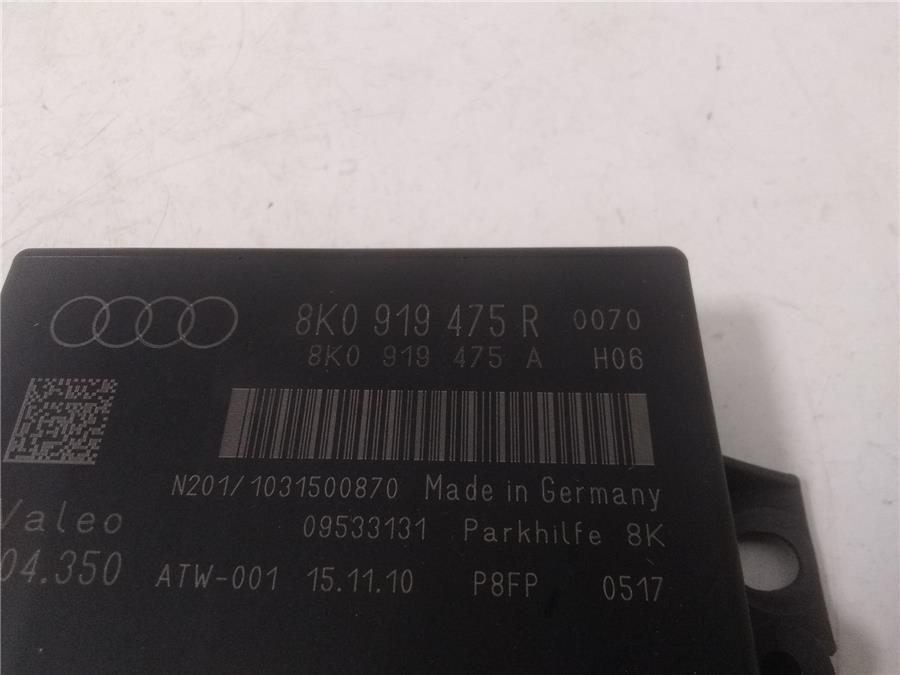 8K0 919 475 R 0070
8K0 919 475 A H06
N201/1031500870 Made in Germany
Valeo 09533131 Parkhilfe 8K
04.350 ATW-001 15.11.10 P8FP 0517